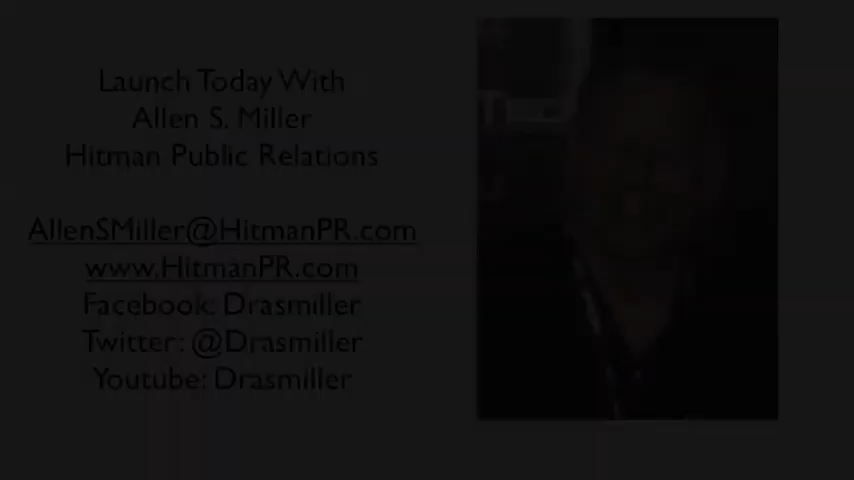 Launch Today With
Allen S. Miller
Hitman Public Relations
AllenSMiller@HitmanPR.com
www.HitmanPR.com
Facebook: Drasmiller
Twitter: @Drasmiller
Youtube: Drasmiller